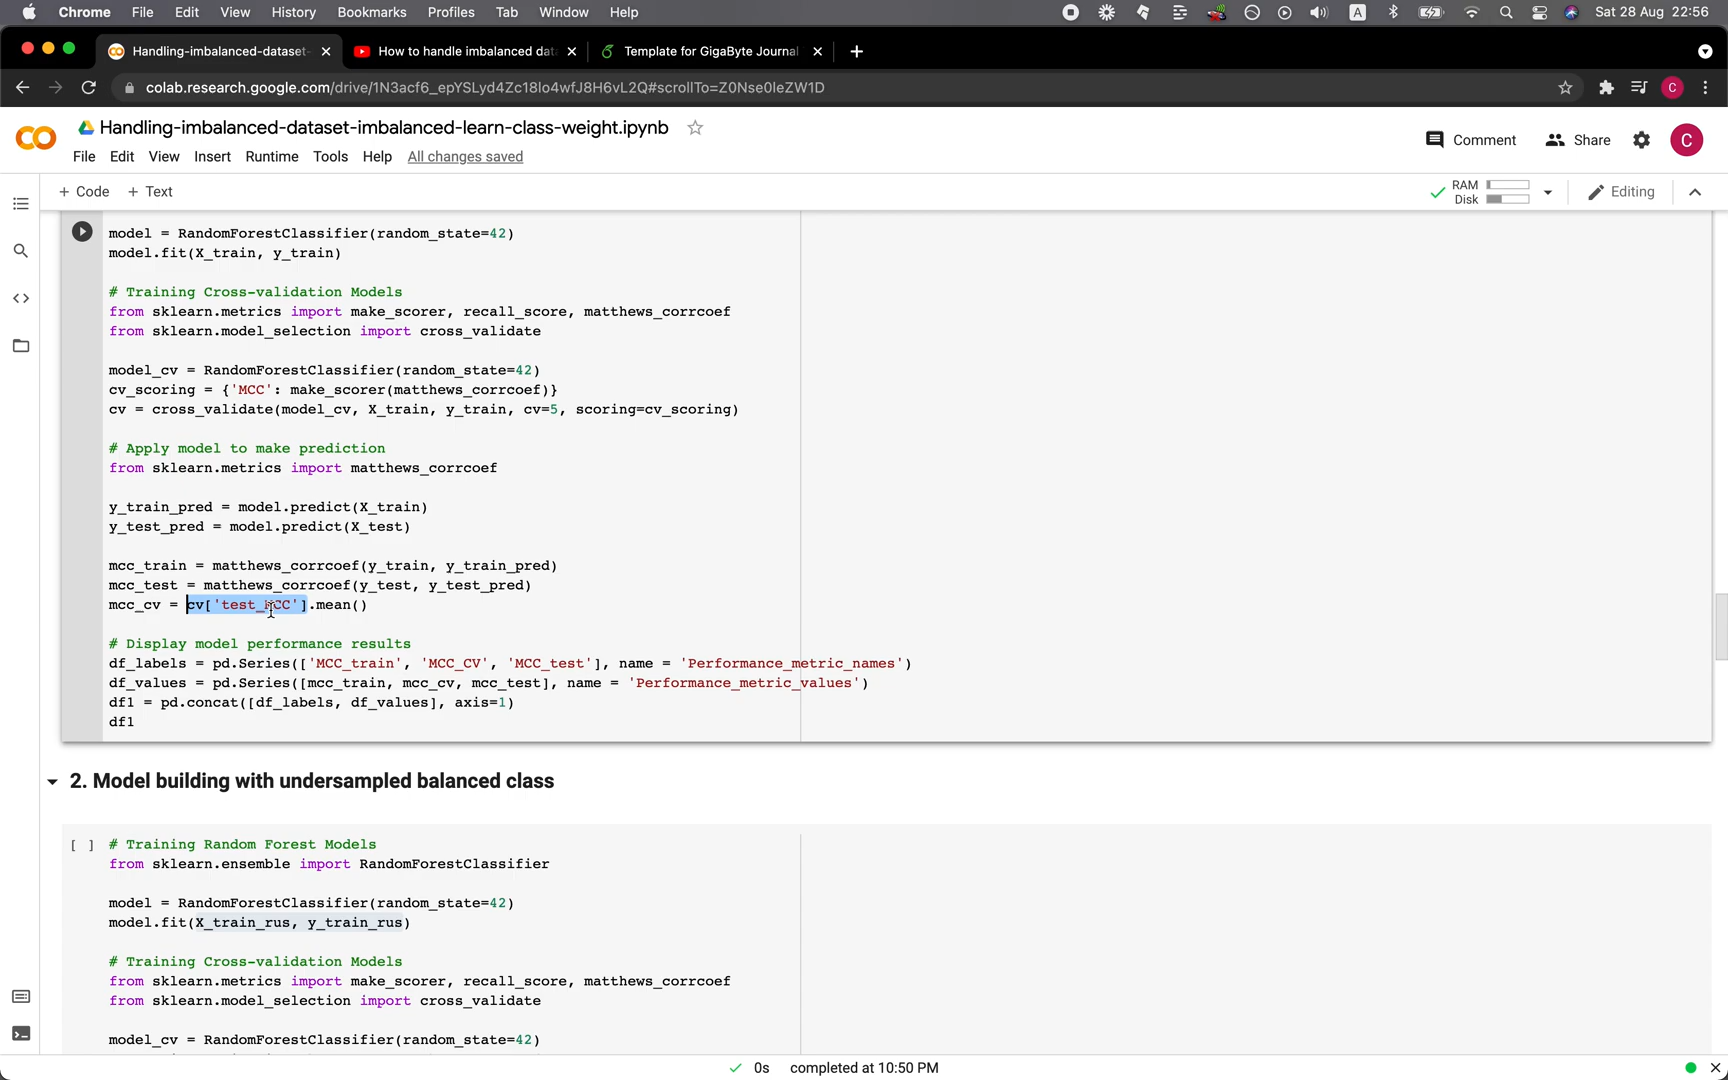 Chrome File Edit View History Bookmarks Profiles Tab Window Help A Sat 28 Aug 22:56
Handling-imbalanced-dataset- How to handle imbalanced dat Template for GigaByte Journal
colab.research.google.com/drive/1N3acf6_epYSLyd4Zc18lo4wfJ8H6vL2Q#scrollTo=Z0Nse0IeZW1D C
Handling-imbalanced-dataset-imbalanced-learn-class-weight.ipynb
Comment Share C
File Edit View Insert Runtime Tools Help All changes saved
+ Code + Text
RAM
Disk
Editing
model = RandomForestClassifier(random_state=42)
model.fit(X_train, y_train)
# Training Cross-validation Models
from sklearn.metrics import make_scorer, recall_score, matthews_corrcoef
from sklearn.model_selection import cross_validate
model_cv = RandomForestClassifier(random_state=42)
cv_scoring = {'MCC': make_scorer(matthews_corrcoef)}
cv = cross_validate(model_cv, X_train, y_train, cv=5, scoring=cv_scoring)
# Apply model to make prediction
from sklearn.metrics import matthews_corrcoef
y_train_pred = model.predict(X_train)
y_test_pred = model.predict(X_test)
mcc_train = matthews_corrcoef(y_train, y_train_pred)
mcc_test = matthews_corrcoef(y_test, y_test_pred)
mcc_cv = cv['test_MCC'].mean()
# Display model performance results
df_labels = pd.Series(['MCC_train', 'MCC_CV', 'MCC_test'], name = 'Performance_metric_names')
df_values = pd.Series([mcc_train, mcc_cv, mcc_test], name = 'Performance_metric_values')
df1 = pd.concat([df_labels, df_values], axis=1)
df1
2. Model building with undersampled balanced class
[ ] # Training Random Forest Models
from sklearn.ensemble import RandomForestClassifier
model = RandomForestClassifier(random_state=42)
model.fit(X_train_rus, y_train_rus)
# Training Cross-validation Models
from sklearn.metrics import make_scorer, recall_score, matthews_corrcoef
from sklearn.model_selection import cross_validate
model_cv = RandomForestClassifier(random_state=42)
0s completed at 10:50 PM